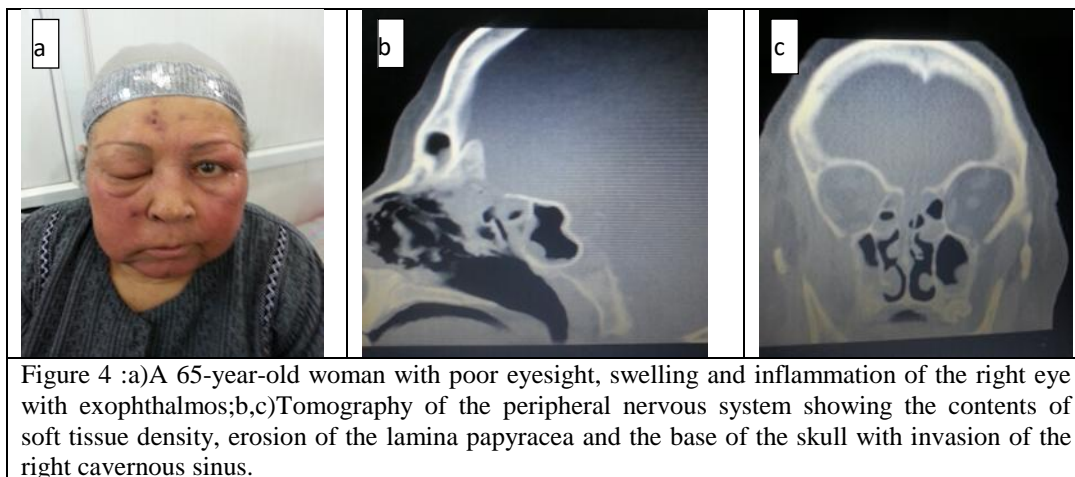 a
b
c
Figure 4 :a)A 65-year-old woman with poor eyesight, swelling and inflammation of the right eye
with exophthalmos;b,c)Tomography of the peripheral nervous system showing the contents of
soft tissue density, erosion of the lamina papyracea and the base of the skull with invasion of the
right cavernous sinus.